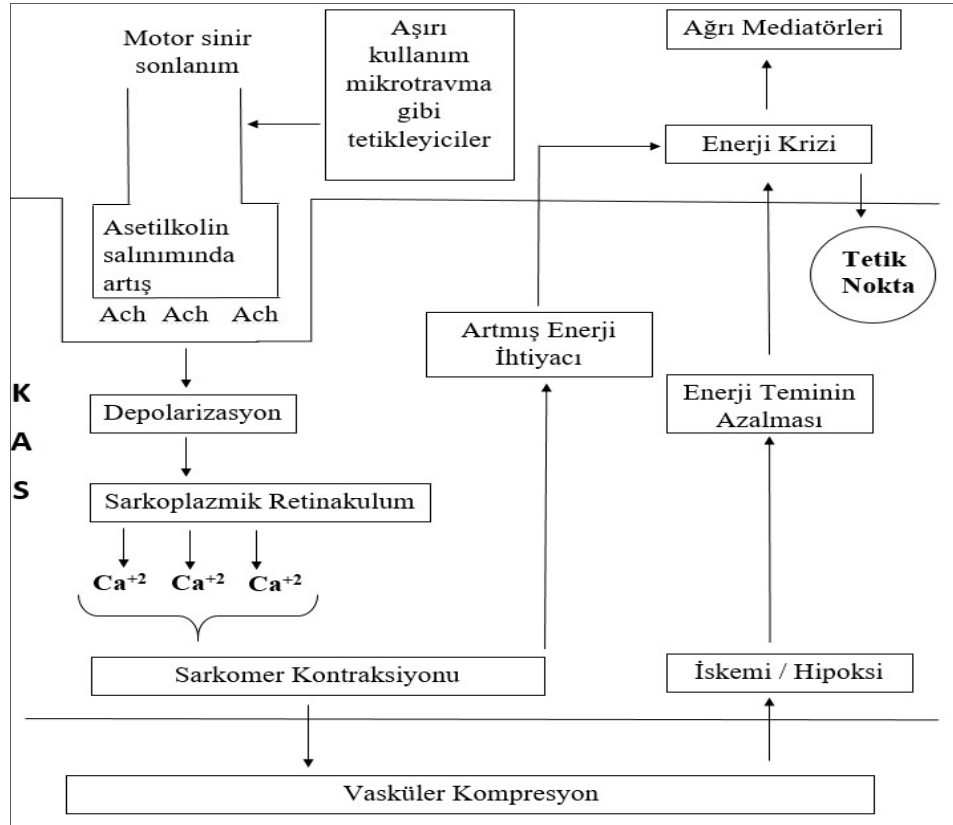 Motor sinir
sonlanım
Aşırı
kullanım
mikrotravma
gibi
tetikleyiciler
Ağrı Mediatörleri
Enerji Krizi
Asetilkolin
salınımında
artış
Ach Ach Ach
Tetik
Nokta
Artmış Enerji
İhtiyacı
Enerji Teminin
Azalması
K
A
S
Depolarizasyon
Sarkoplazmik Retinakulum
Ca⁺² Ca⁺² Ca⁺²
Sarkomer Kontraksiyonu
İskemi / Hipoksi
Vasküler Kompresyon